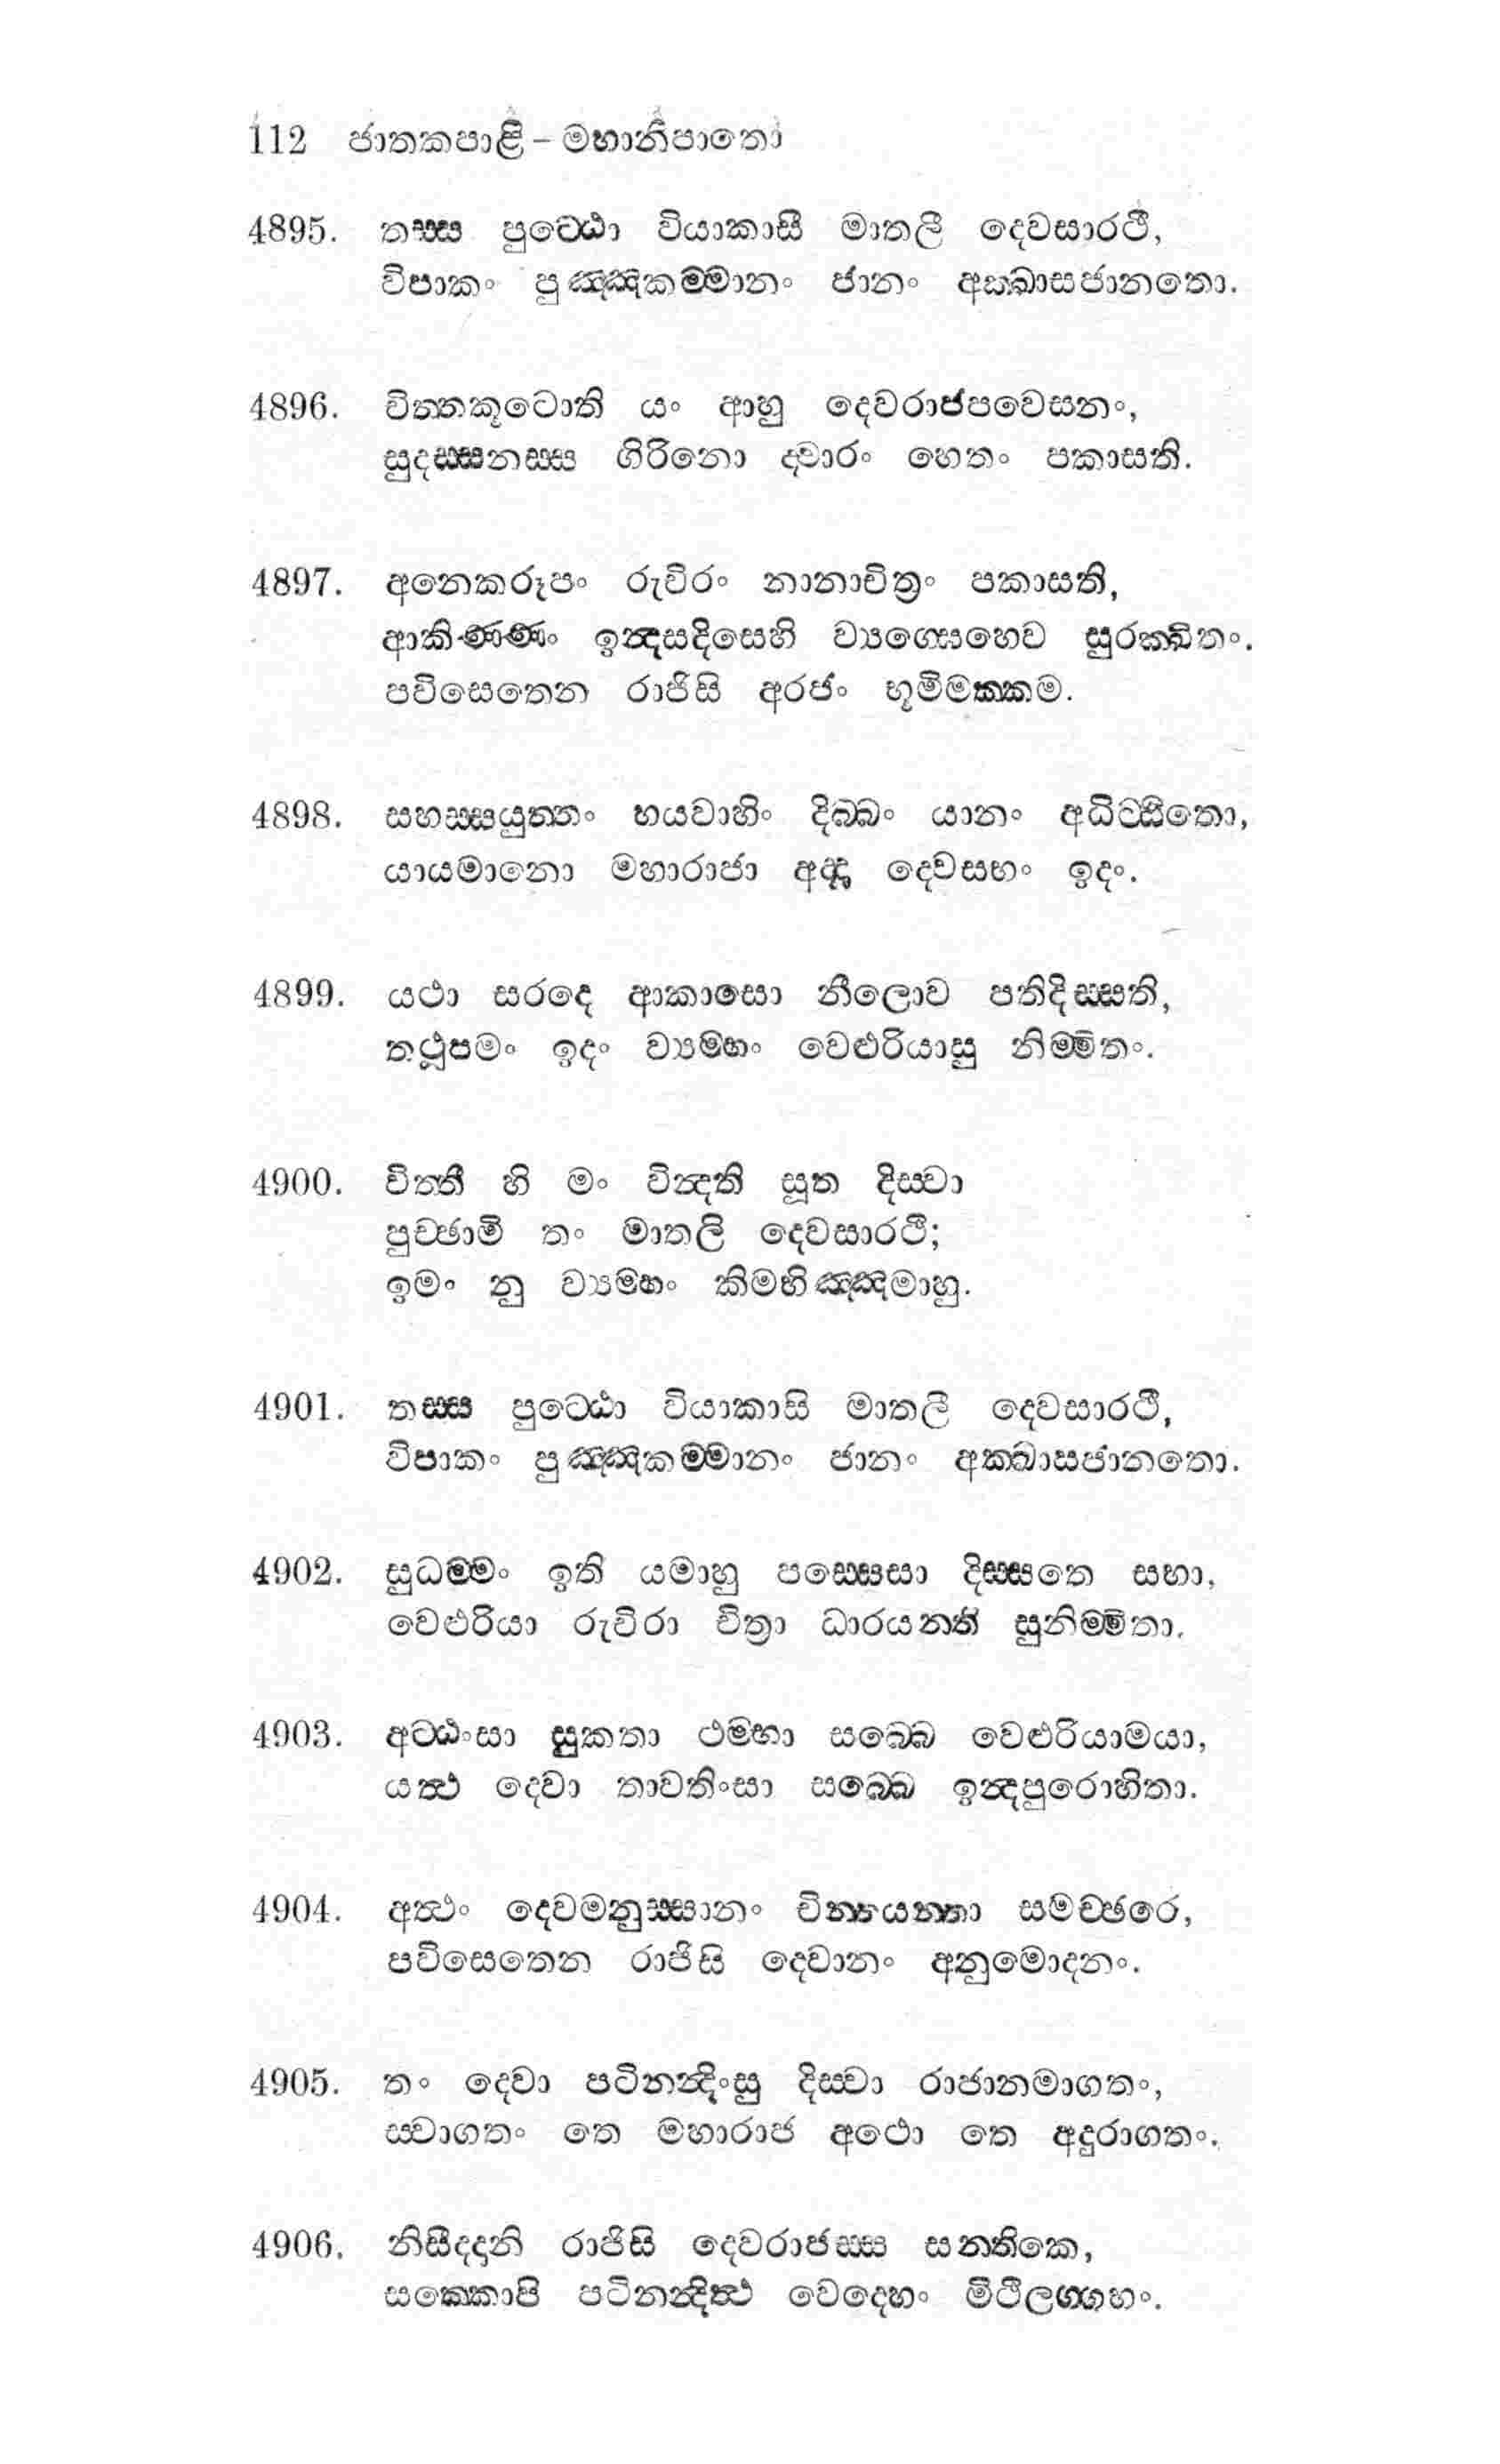 112 ජාතකපාළි – මහානිපාතො
4895. තස්ස පුට්ඨො වියාකාසි මාතලී දෙවසාරථී,
විපාකං පුඤ්ඤකම්මානං ජානං අක්ඛාසජානතො.
4896. චිත්තකූටොති යං ආහු දෙවරාජපවෙසනං,
සුදස්සනස්ස ගිරිනො ද්වාරං හෙතං පකාසති.
4897. අනෙකරූපං රුචිරං නානාචිත්‍රං පකාසති,
ආකිණ්ණං ඉන්දසදිසෙහි ව්‍යග්ඝෙහෙව සුරක්ඛිතං.
පවිසෙතෙන රාජිසි අරජං භූමිමක්කම.
4898. සහස්සයුත්තං හයවාහිං දිබ්බං යානං අධිට්ඨිතො,
යායමානො මහාරාජා අද්දා දෙවසභං ඉදං.
4899. යථා සරදෙ ආකාසො නීලොව පතිදිස්සති,
තථූපමං ඉදං ව්‍යම්හං වෙළුරියාසු නිම්මිතං.
4900. විත්තී හි මං වින්දති සූත දිස්වා
පුච්ඡාමි තං මාතලි දෙවසාරථි;
ඉමං නු ව්‍යම්හං කිමභිඤ්ඤමාහු.
4901. තස්ස පුට්ඨො වියාකාසි මාතලී දෙවසාරථී,
විපාකං පුඤ්ඤකම්මානං ජානං අක්ඛාසජානතො.
4902. සුධම්මං ඉති යමාහු පස්සෙසා දිස්සතෙ සභා,
වෙළුරියා රුචිරා චිත්‍රා ධාරයන්ති සුනිම්මිතා.
4903. අට්ඨංසා සුකතා ථම්භා සබ්බෙ වෙළුරියාමයා,
යත්ථ දෙවා තාවතිංසා සබ්බෙ ඉන්දපුරොහිතා.
4904. අත්ථං දෙවමනුස්සානං චින්තයන්තා සමච්ඡරෙ,
පවිසෙතෙන රාජිසි දෙවානං අනුමොදනං.
4905. තං දෙවා පටිනන්දිංසු දිස්වා රාජානමාගතං,
ස්වාගතං තෙ මහාරාජ අථො තෙ අදුරාගතං.
4906. නිසීදදානි රාජිසි දෙවරාජස්ස සන්තිකෙ,
සක්කොපි පටිනන්දිත්ථ වෙදෙහං මිථිලග්ගහං.